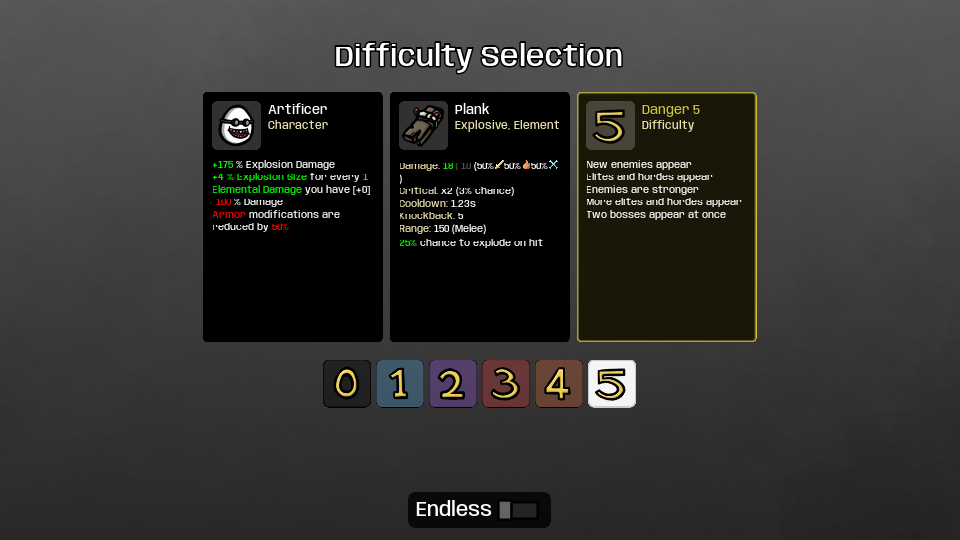 Difficulty Selection
Artificer
Character
+175 % Explosion Damage
+4 % Explosion Size for every 1
Elemental Damage you have [+0]
-100 % Damage
Armor modifications are
reduced by 50%
Plank
Explosive, Element
Damage: 18 | 10 (50% 50% 50%
)
Critical: x2 (3% chance)
Cooldown: 1.23s
Knockback: 5
Range: 150 (Melee)
25% chance to explode on hit
5
Danger 5
Difficulty
New enemies appear
Elites and hordes appear
Enemies are stronger
More elites and hordes appear
Two bosses appear at once
0 1 2 3 4 5
Endless